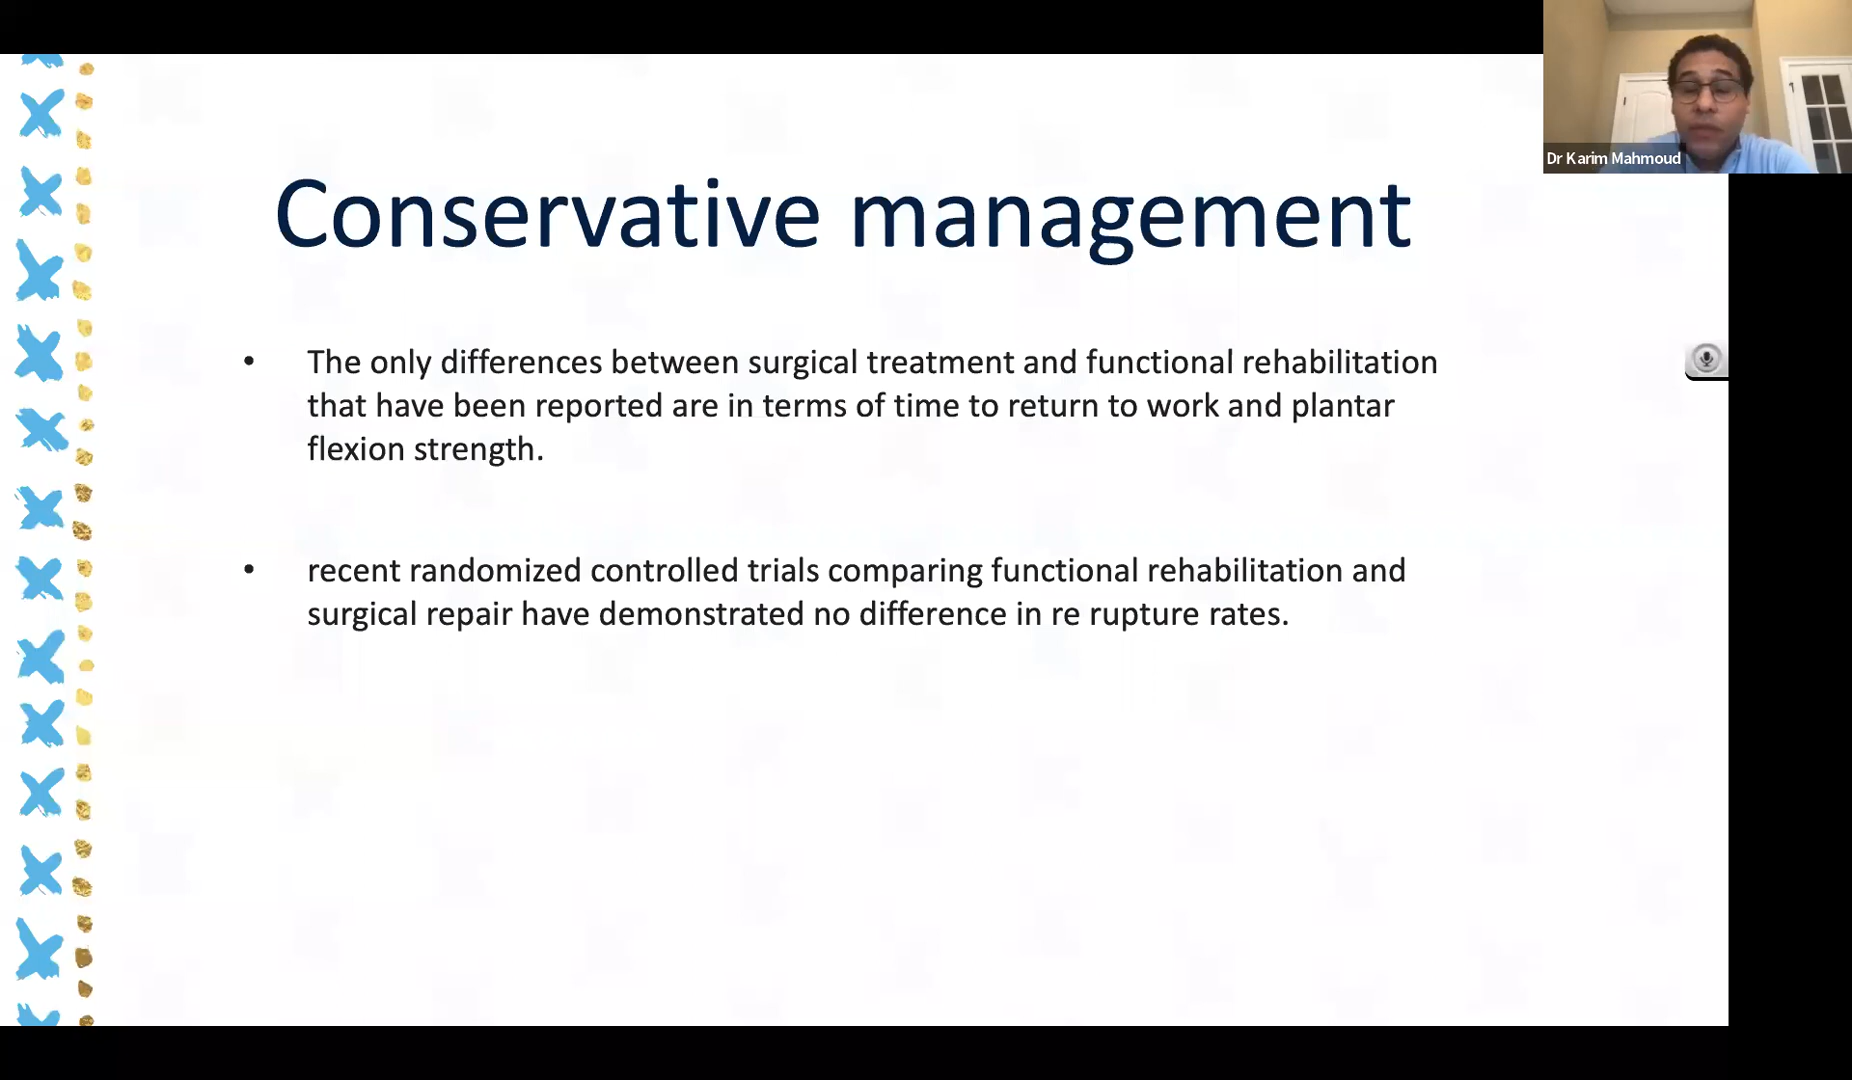 Dr Karim Mahmoud
Conservative management
• The only differences between surgical treatment and functional rehabilitation
that have been reported are in terms of time to return to work and plantar
flexion strength.
• recent randomized controlled trials comparing functional rehabilitation and
surgical repair have demonstrated no difference in re rupture rates.